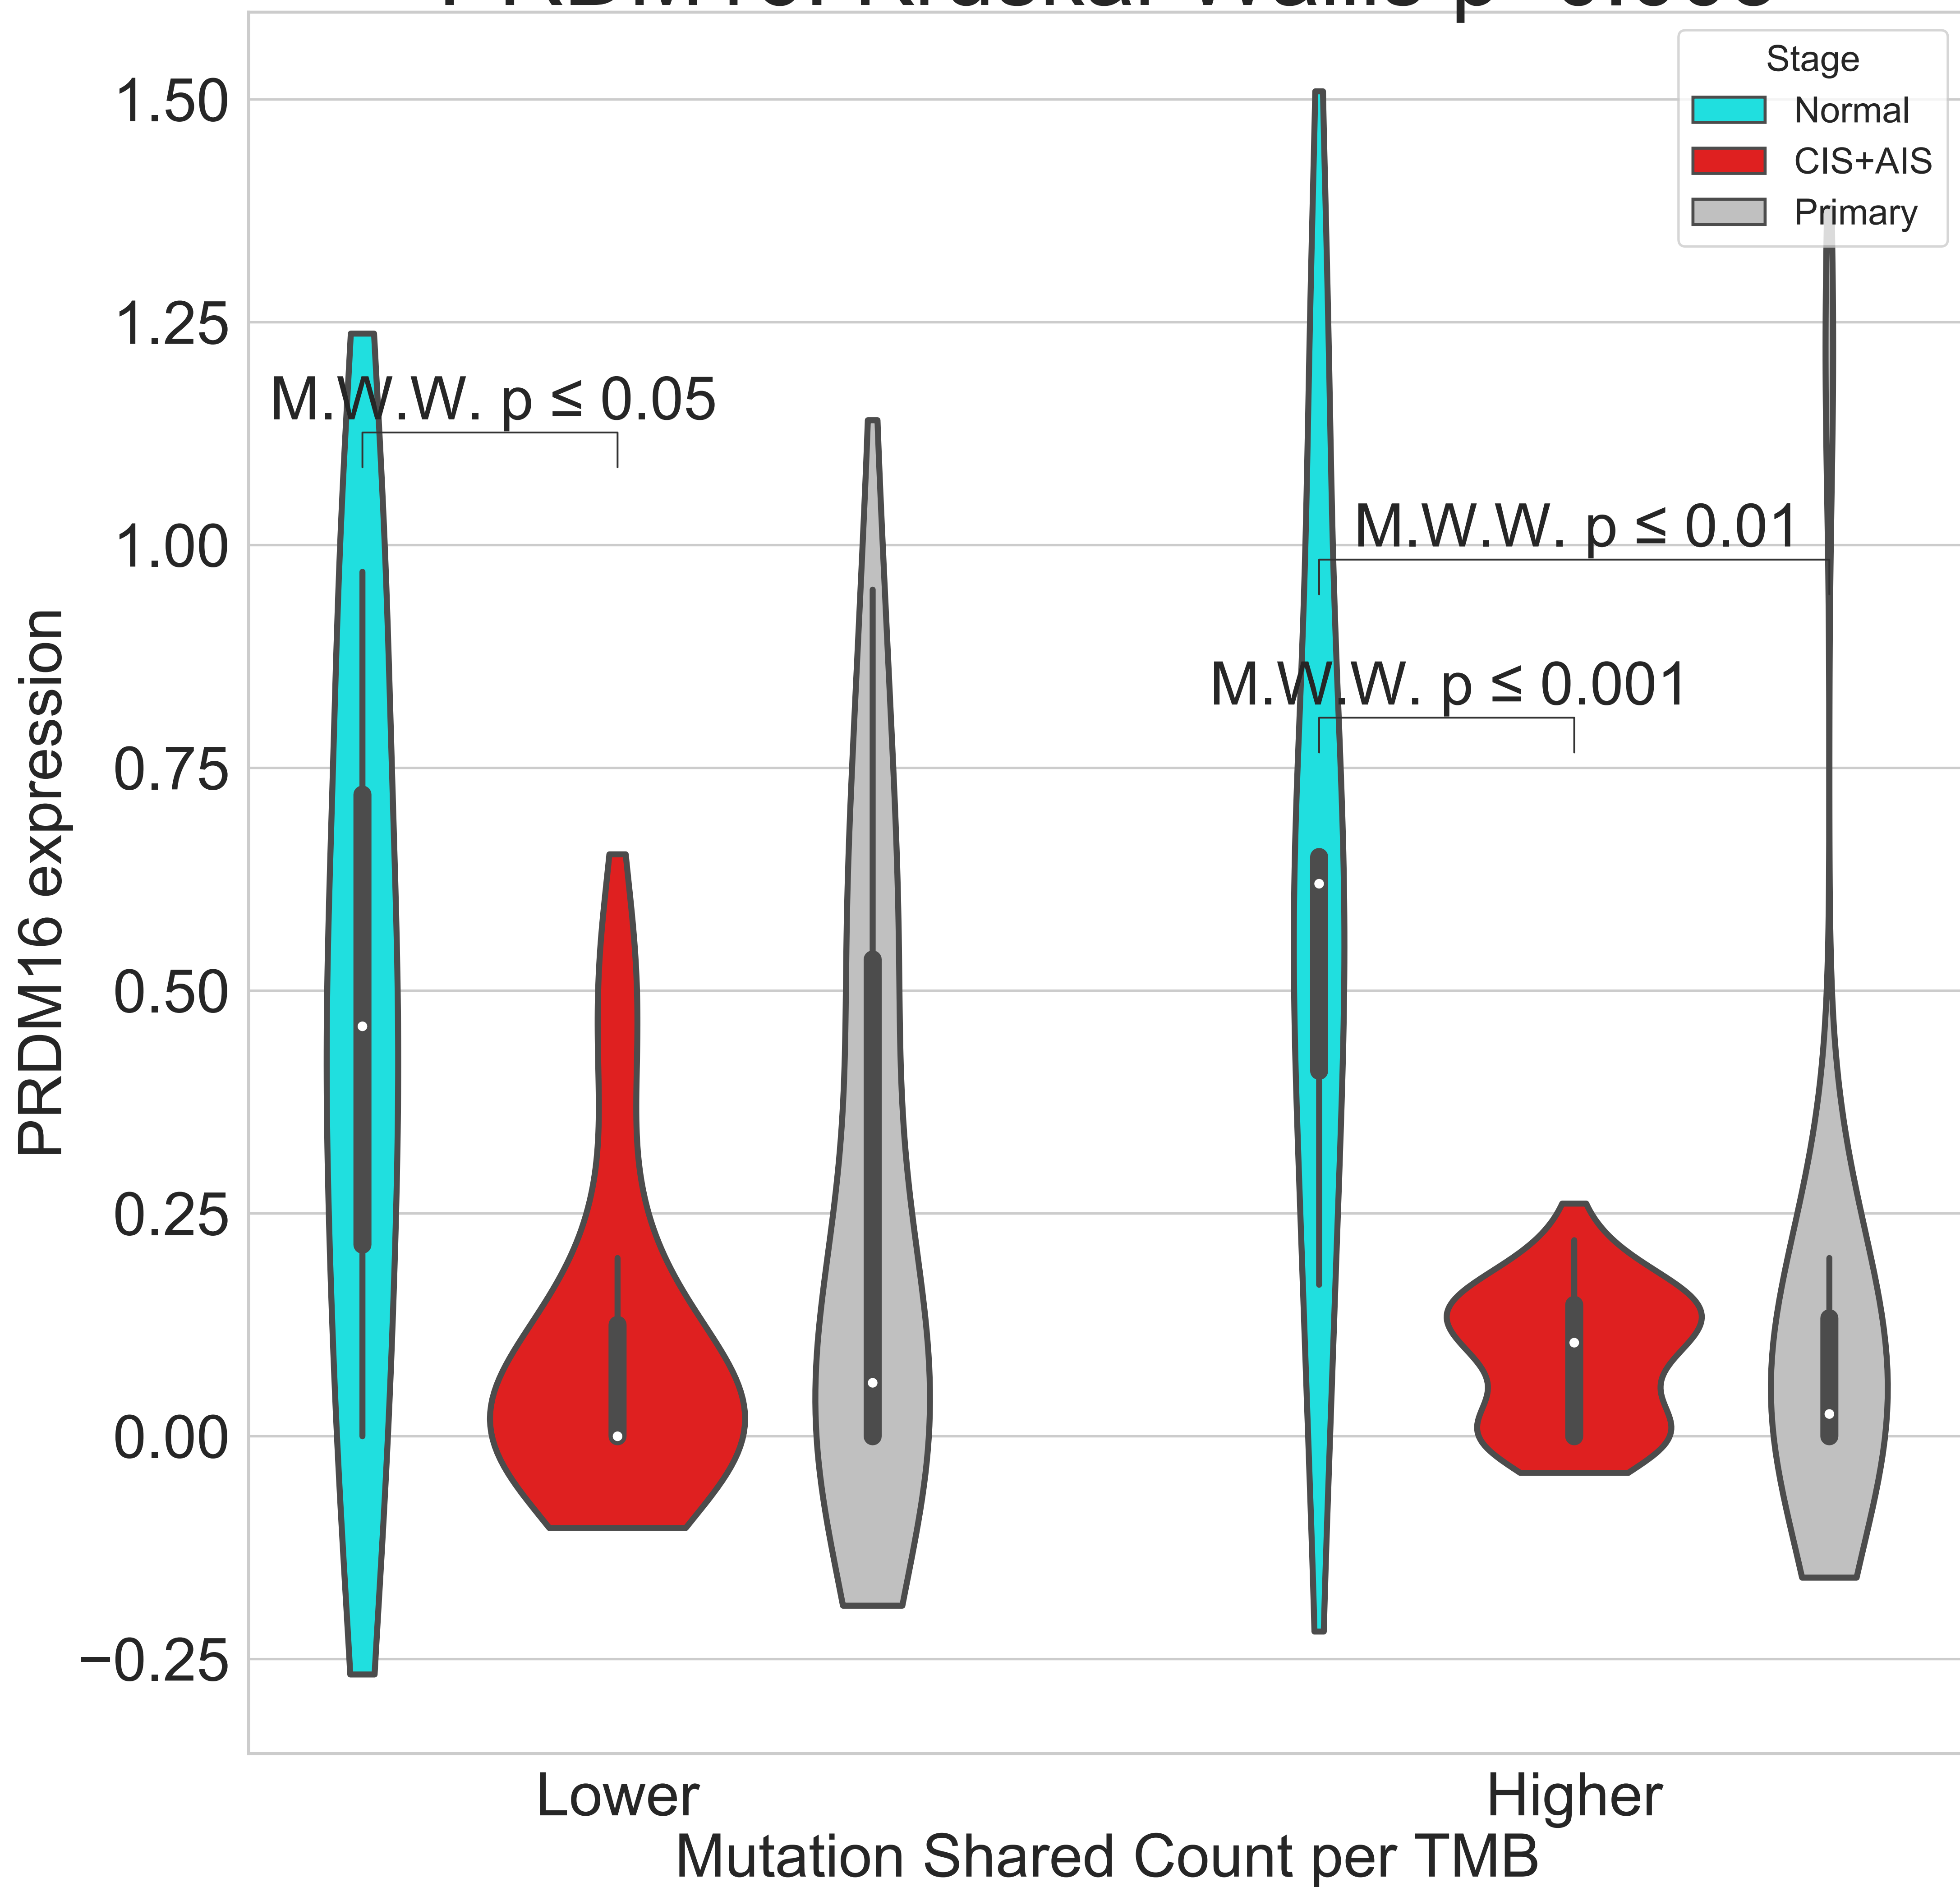 Stage
Normal
CIS+AIS
Primary
1.50
1.25
1.00
0.75
0.50
0.25
0.00
−0.25
PRDM16 expression
M.W.W. p ≤ 0.05
M.W.W. p ≤ 0.01
M.W.W. p ≤ 0.001
Lower
Higher
Mutation Shared Count per TMB